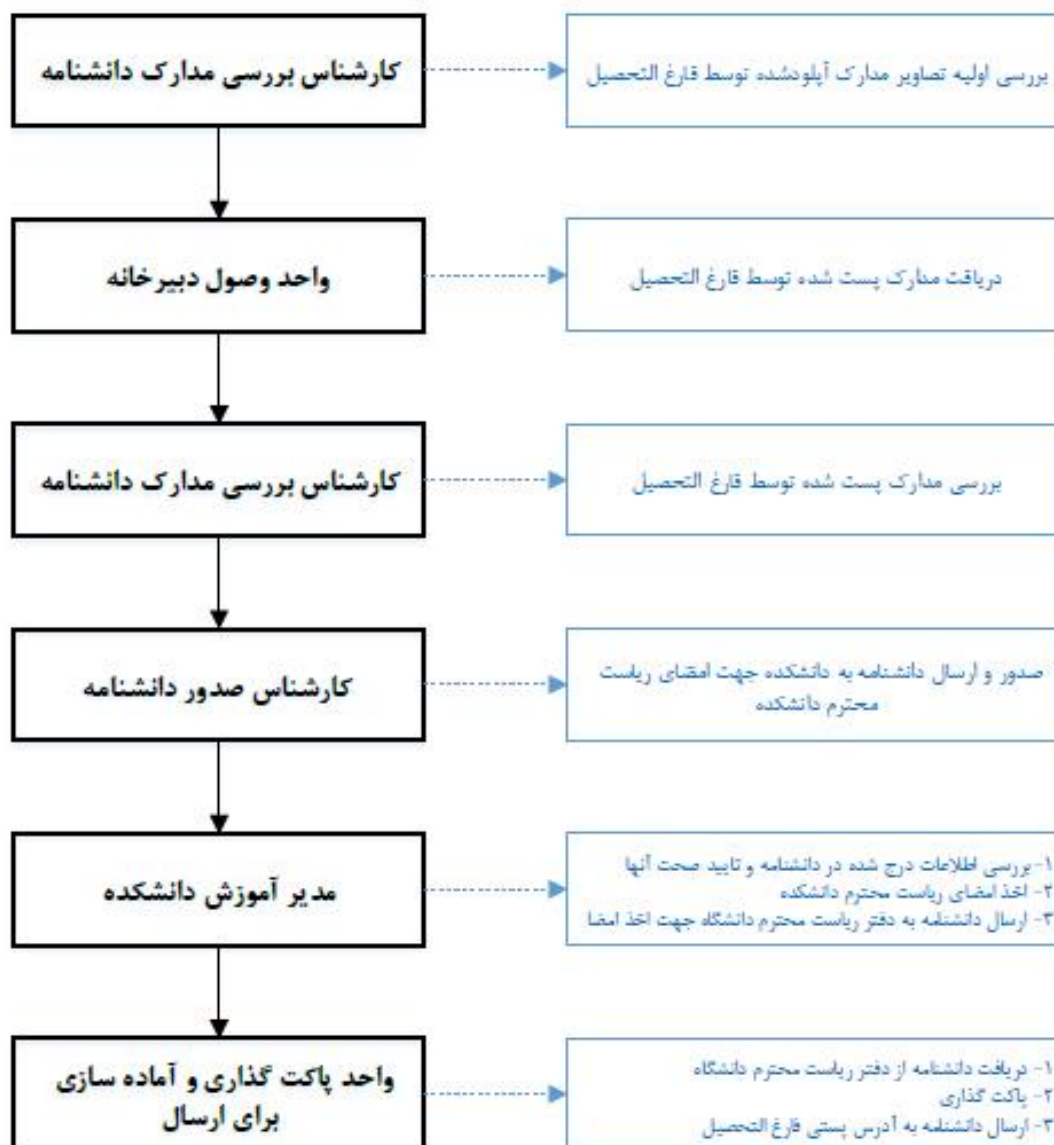 کارشناس بررسی مدارک دانشنامه
بررسی اولیه تصاویر مدارک آپلودشده توسط فارغ التحصیل
واحد وصول دبیرخانه
دریافت مدارک پست شده توسط فارغ التحصیل
کارشناس بررسی مدارک دانشنامه
بررسی مدارک پست شده توسط فارغ التحصیل
کارشناس صدور دانشنامه
صدور و ارسال دانشنامه به دانشکده جهت امضای ریاست
محترم دانشکده
مدیر آموزش دانشکده
۱-بررسی اطلاعات درج شده در دانشنامه و تایید صحت آنها
۲- اخذ امضای ریاست محترم دانشکده
۳- ارسال دانشنامه به دفتر ریاست محترم دانشگاه جهت اخذ امضا
واحد پاکت گذاری و آماده سازی
برای ارسال
۱- دریافت دانشنامه از دفتر ریاست محترم دانشگاه
۲- پاکت گذاری
۳- ارسال دانشنامه به آدرس پستی فارغ التحصیل